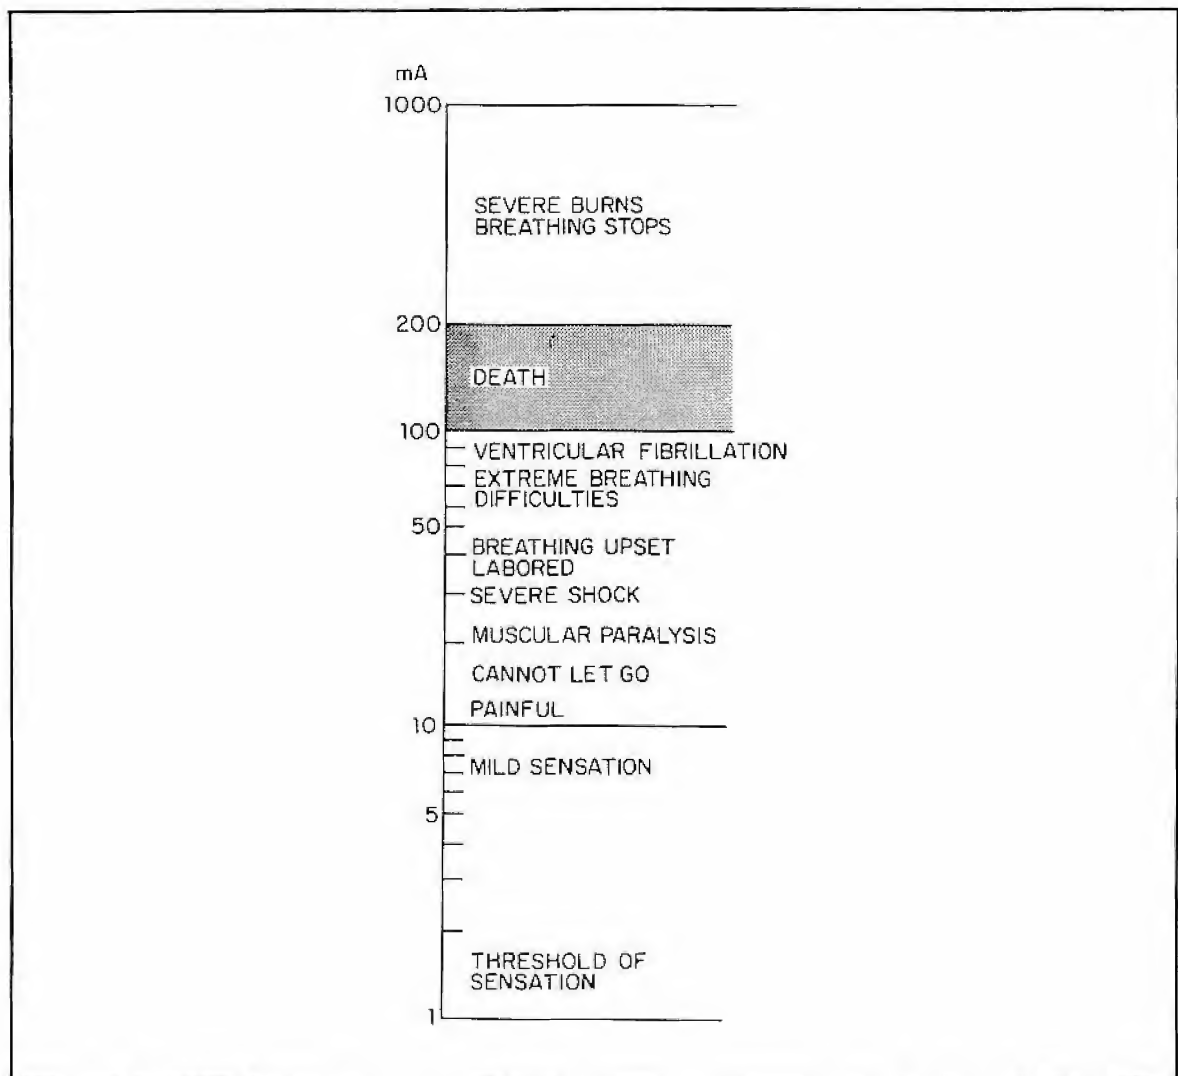 mA
1000
SEVERE BURNS
BREATHING STOPS
200
DEATH
100
VENTRICULAR FIBRILLATION
EXTREME BREATHING
DIFFICULTIES
50
BREATHING UPSET
LABORED
SEVERE SHOCK
MUSCULAR PARALYSIS
CANNOT LET GO
PAINFUL
10
MILD SENSATION
5
THRESHOLD OF
SENSATION
1